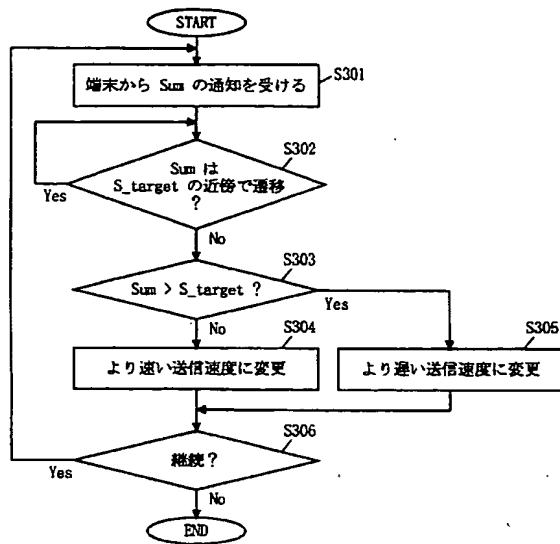 START
端末から Sum の通知を受ける
S301
S302
Sum は
S_target の近傍で遷移
?
Yes
No
S303
Sum > S_target ?
Yes
No
S304
より速い送信速度に変更
S305
より遅い送信速度に変更
S306
継続?
Yes
No
END